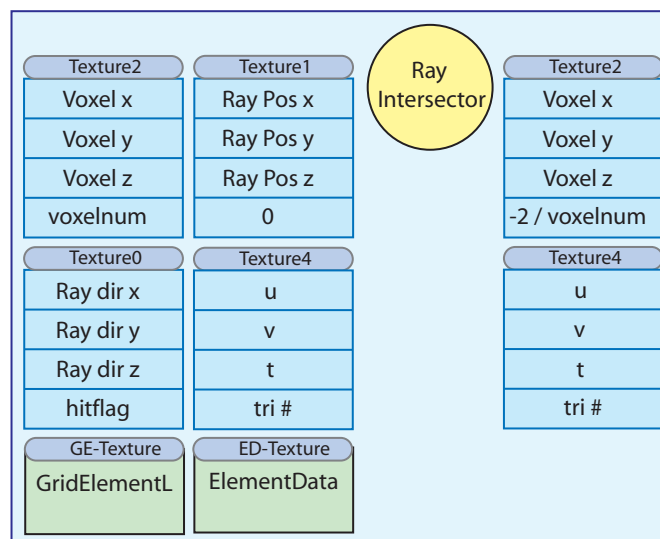 Texture2
Voxel x
Voxel y
Voxel z
voxelnum
Texture1
Ray Pos x
Ray Pos y
Ray Pos z
0
Ray
Intersector
Texture2
Voxel x
Voxel y
Voxel z
-2 / voxelnum
Texture0
Ray dir x
Ray dir y
Ray dir z
hitflag
Texture4
u
v
t
tri #
Texture4
u
v
t
tri #
GE-Texture
GridElementL
ED-Texture
ElementData